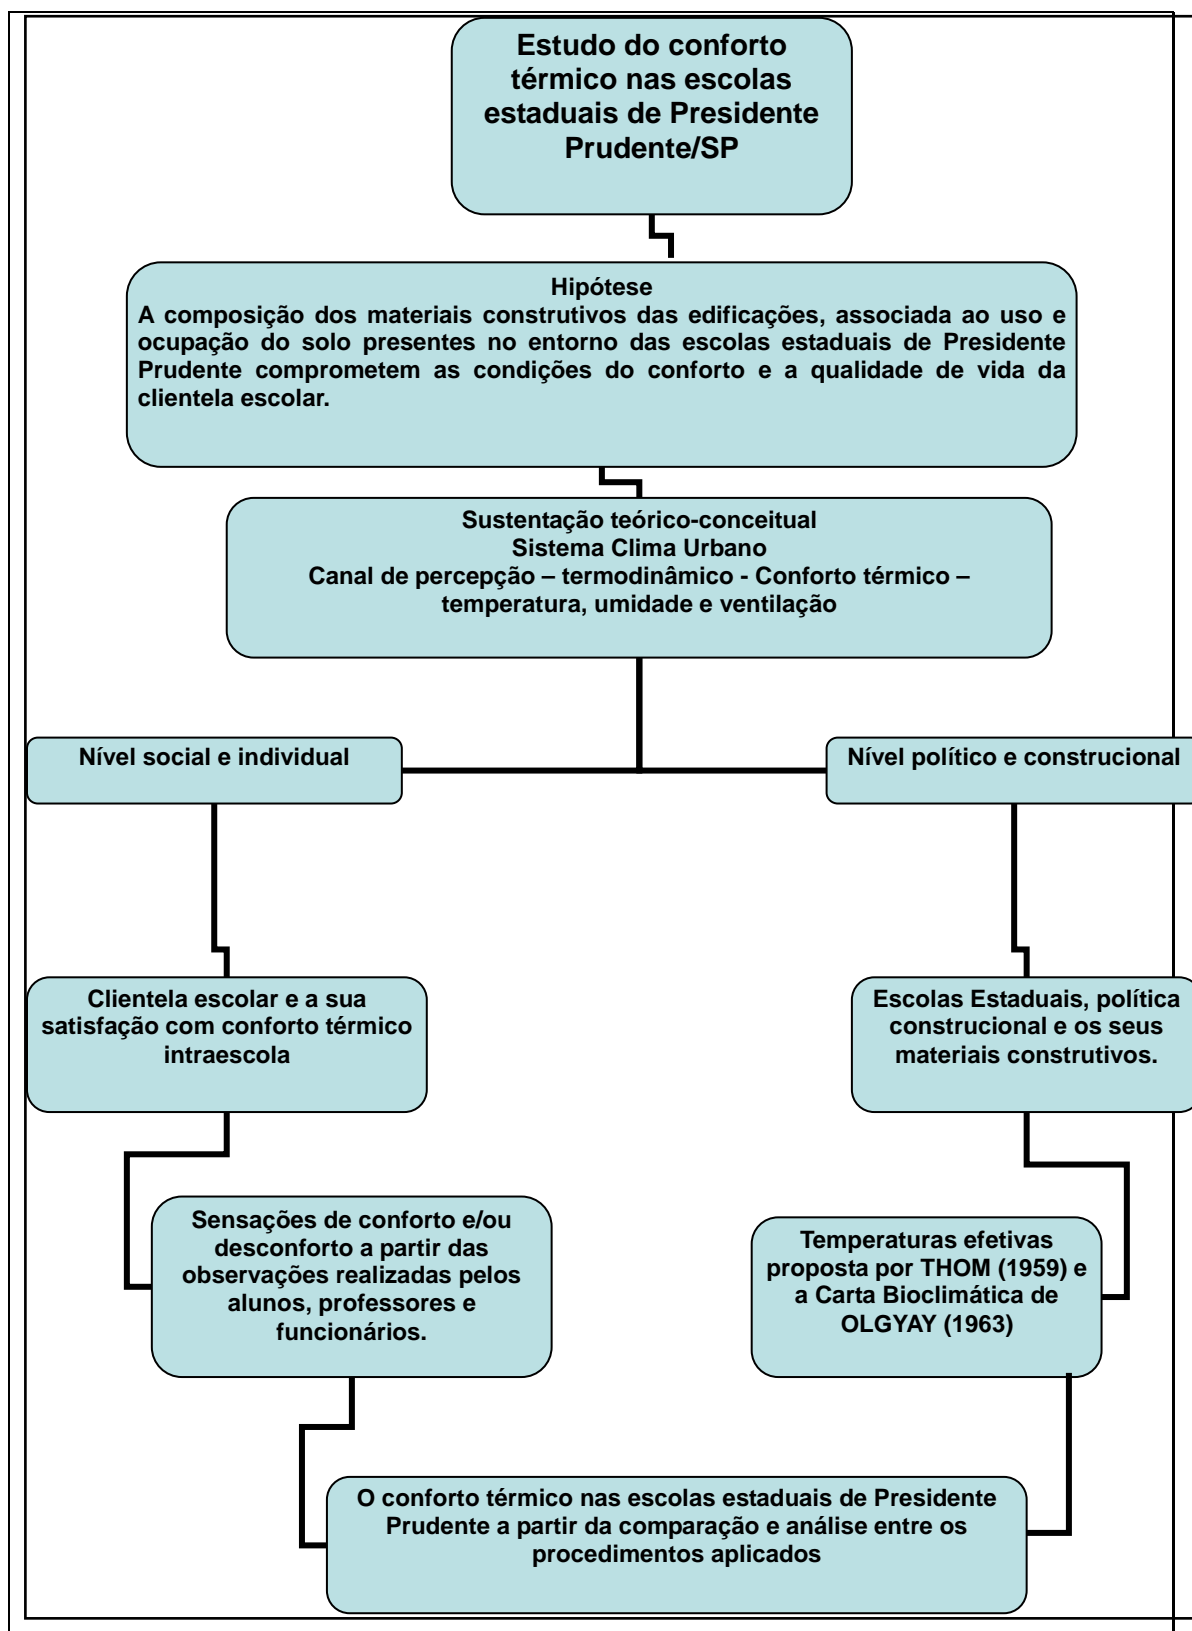 Estudo do conforto
térmico nas escolas
estaduais de Presidente
Prudente/SP
Hipótese
A composição dos materiais construtivos das edificações, associada ao uso e
ocupação do solo presentes no entorno das escolas estaduais de Presidente
Prudente comprometem as condições do conforto e a qualidade de vida da
clientela escolar.
Sustentação teórico-conceitual
Sistema Clima Urbano
Canal de percepção – termodinâmico - Conforto térmico –
temperatura, umidade e ventilação
Nível social e individual
Nível político e construcional
Clientela escolar e a sua
satisfação com conforto térmico
intraescola
Escolas Estaduais, política
construcional e os seus
materiais construtivos.
Sensações de conforto e/ou
desconforto a partir das
observações realizadas pelos
alunos, professores e
funcionários.
Temperaturas efetivas
proposta por THOM (1959) e
a Carta Bioclimática de
OLGYAY (1963)
O conforto térmico nas escolas estaduais de Presidente
Prudente a partir da comparação e análise entre os
procedimentos aplicados